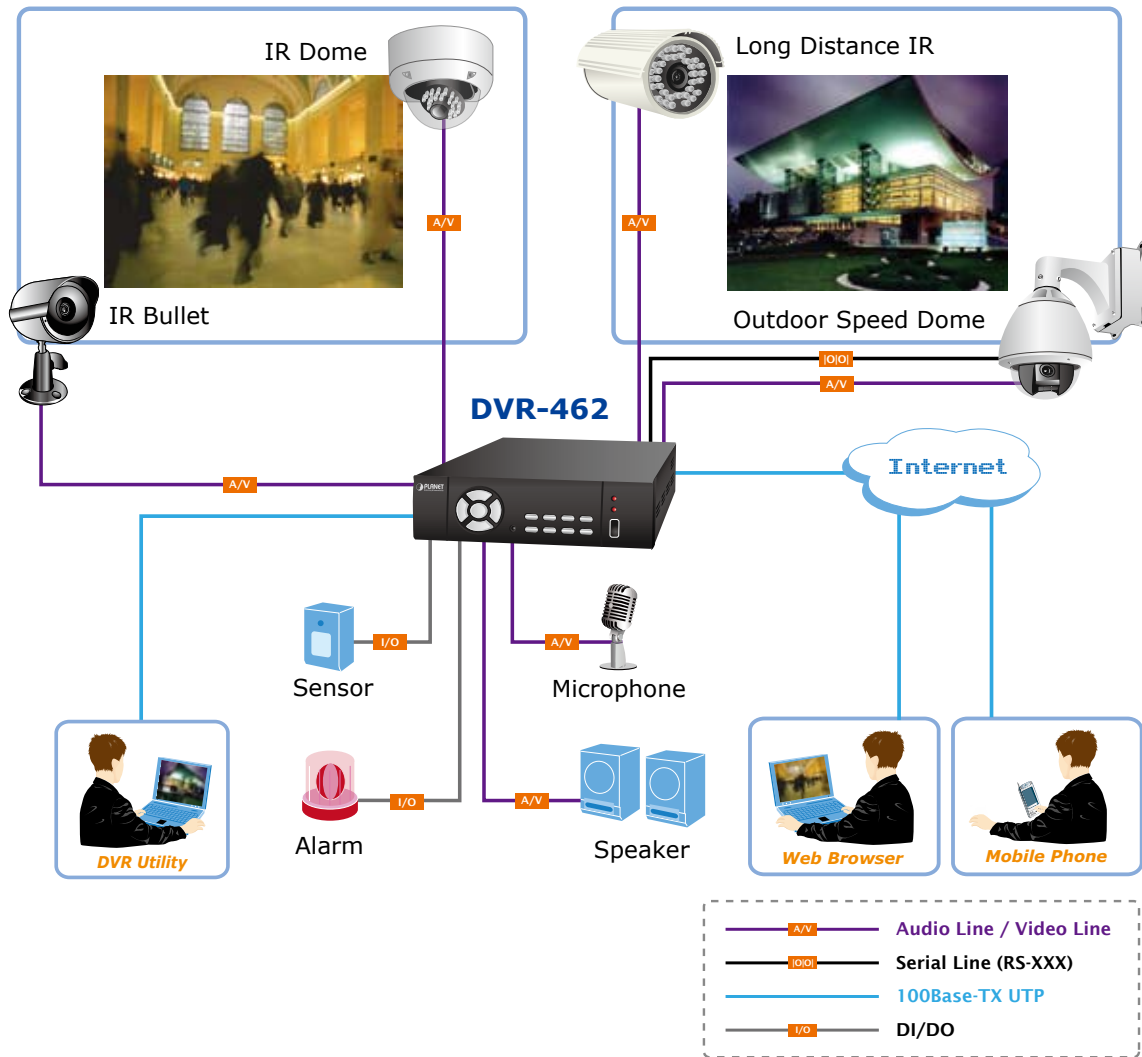 IR Dome
Long Distance IR
A/V
A/V
IR Bullet
Outdoor Speed Dome
|O|O|
A/V
DVR-462
Internet
A/V
PLANET
I/O
A/V
Sensor
Microphone
I/O
A/V
Alarm
Speaker
DVR Utility
Web Browser
Mobile Phone
A/V Audio Line / Video Line
|O|O| Serial Line (RS-XXX)
100Base-TX UTP
I/O DI/DO